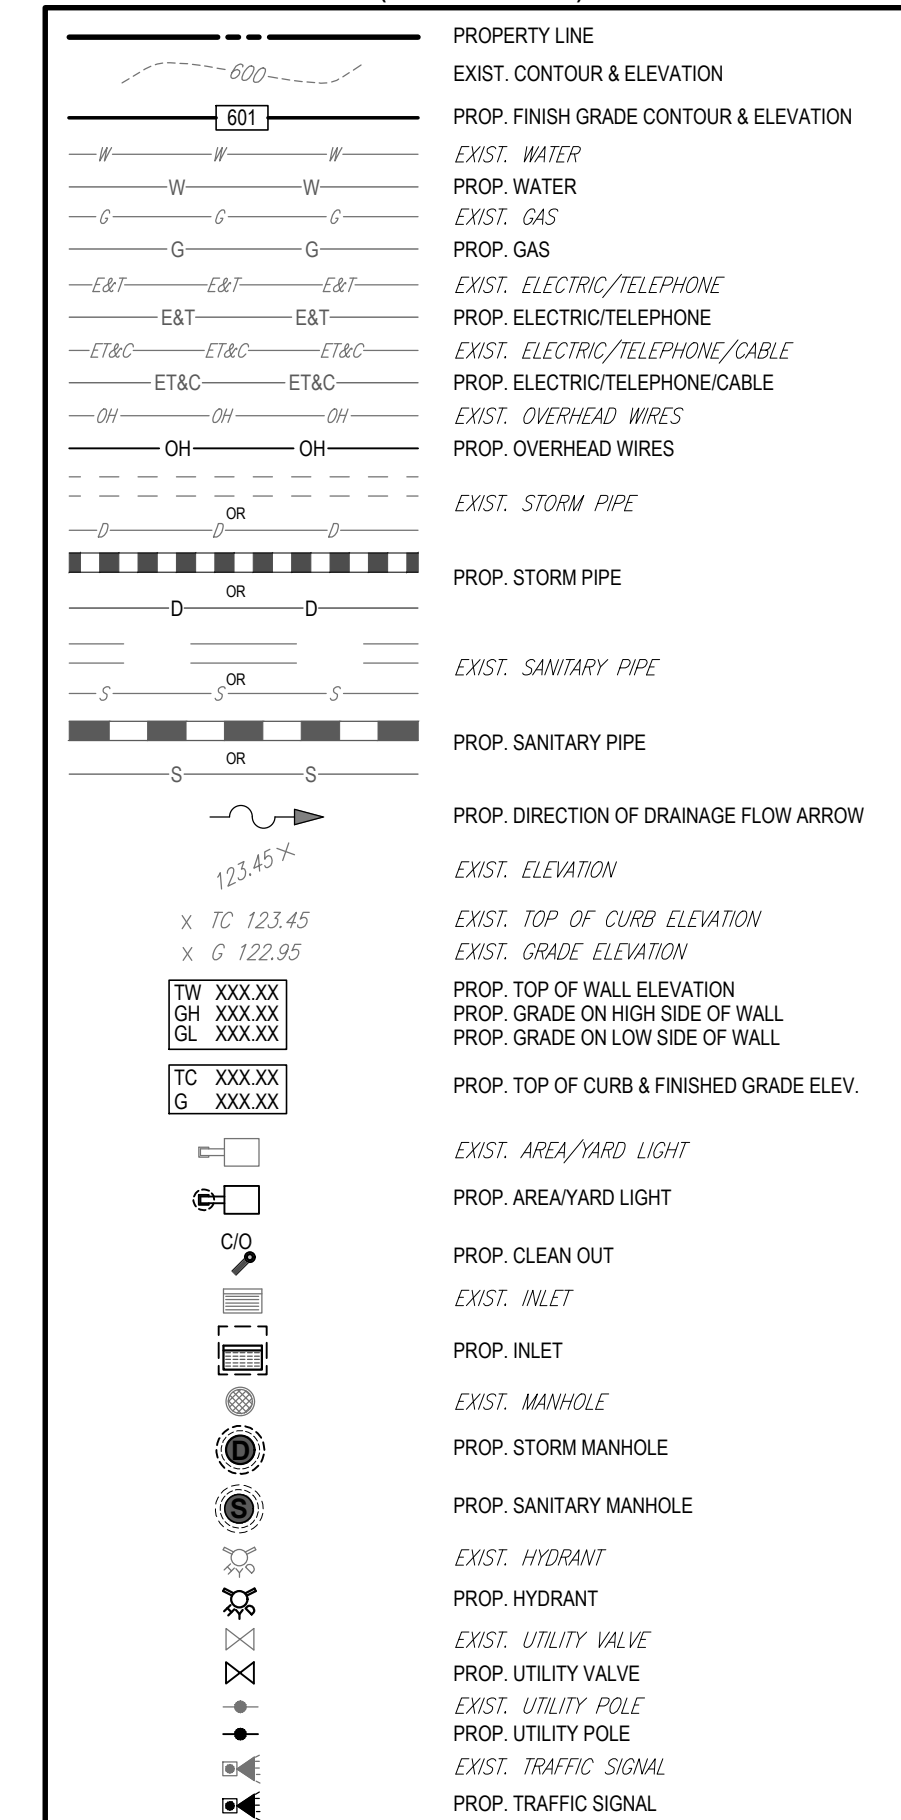 PROPERTY LINE
600 EXIST. CONTOUR & ELEVATION
601 PROP. FINISH GRADE CONTOUR & ELEVATION
W W W EXIST. WATER
W W PROP. WATER
G G G EXIST. GAS
G G PROP. GAS
E&T E&T E&T EXIST. ELECTRIC/TELEPHONE
E&T E&T PROP. ELECTRIC/TELEPHONE
ET&C ET&C ET&C EXIST. ELECTRIC/TELEPHONE/CABLE
ET&C ET&C PROP. ELECTRIC/TELEPHONE/CABLE
OH OH OH EXIST. OVERHEAD WIRES
OH OH PROP. OVERHEAD WIRES
EXIST. STORM PIPE
OR
D D D
PROP. STORM PIPE
OR
D D
EXIST. SANITARY PIPE
OR
S S S
PROP. SANITARY PIPE
OR
S S
PROP. DIRECTION OF DRAINAGE FLOW ARROW
123.45 X EXIST. ELEVATION
X TC 123.45 EXIST. TOP OF CURB ELEVATION
X G 122.95 EXIST. GRADE ELEVATION
TW XXX.XX PROP. TOP OF WALL ELEVATION
GH XXX.XX PROP. GRADE ON HIGH SIDE OF WALL
GL XXX.XX PROP. GRADE ON LOW SIDE OF WALL
TC XXX.XX
G XXX.XX
PROP. TOP OF CURB & FINISHED GRADE ELEV.
EXIST. AREA/YARD LIGHT
PROP. AREA/YARD LIGHT
C/O PROP. CLEAN OUT
EXIST. INLET
PROP. INLET
EXIST. MANHOLE
D PROP. STORM MANHOLE
S PROP. SANITARY MANHOLE
EXIST. HYDRANT
PROP. HYDRANT
EXIST. UTILITY VALVE
PROP. UTILITY VALVE
EXIST. UTILITY POLE
PROP. UTILITY POLE
EXIST. TRAFFIC SIGNAL
PROP. TRAFFIC SIGNAL